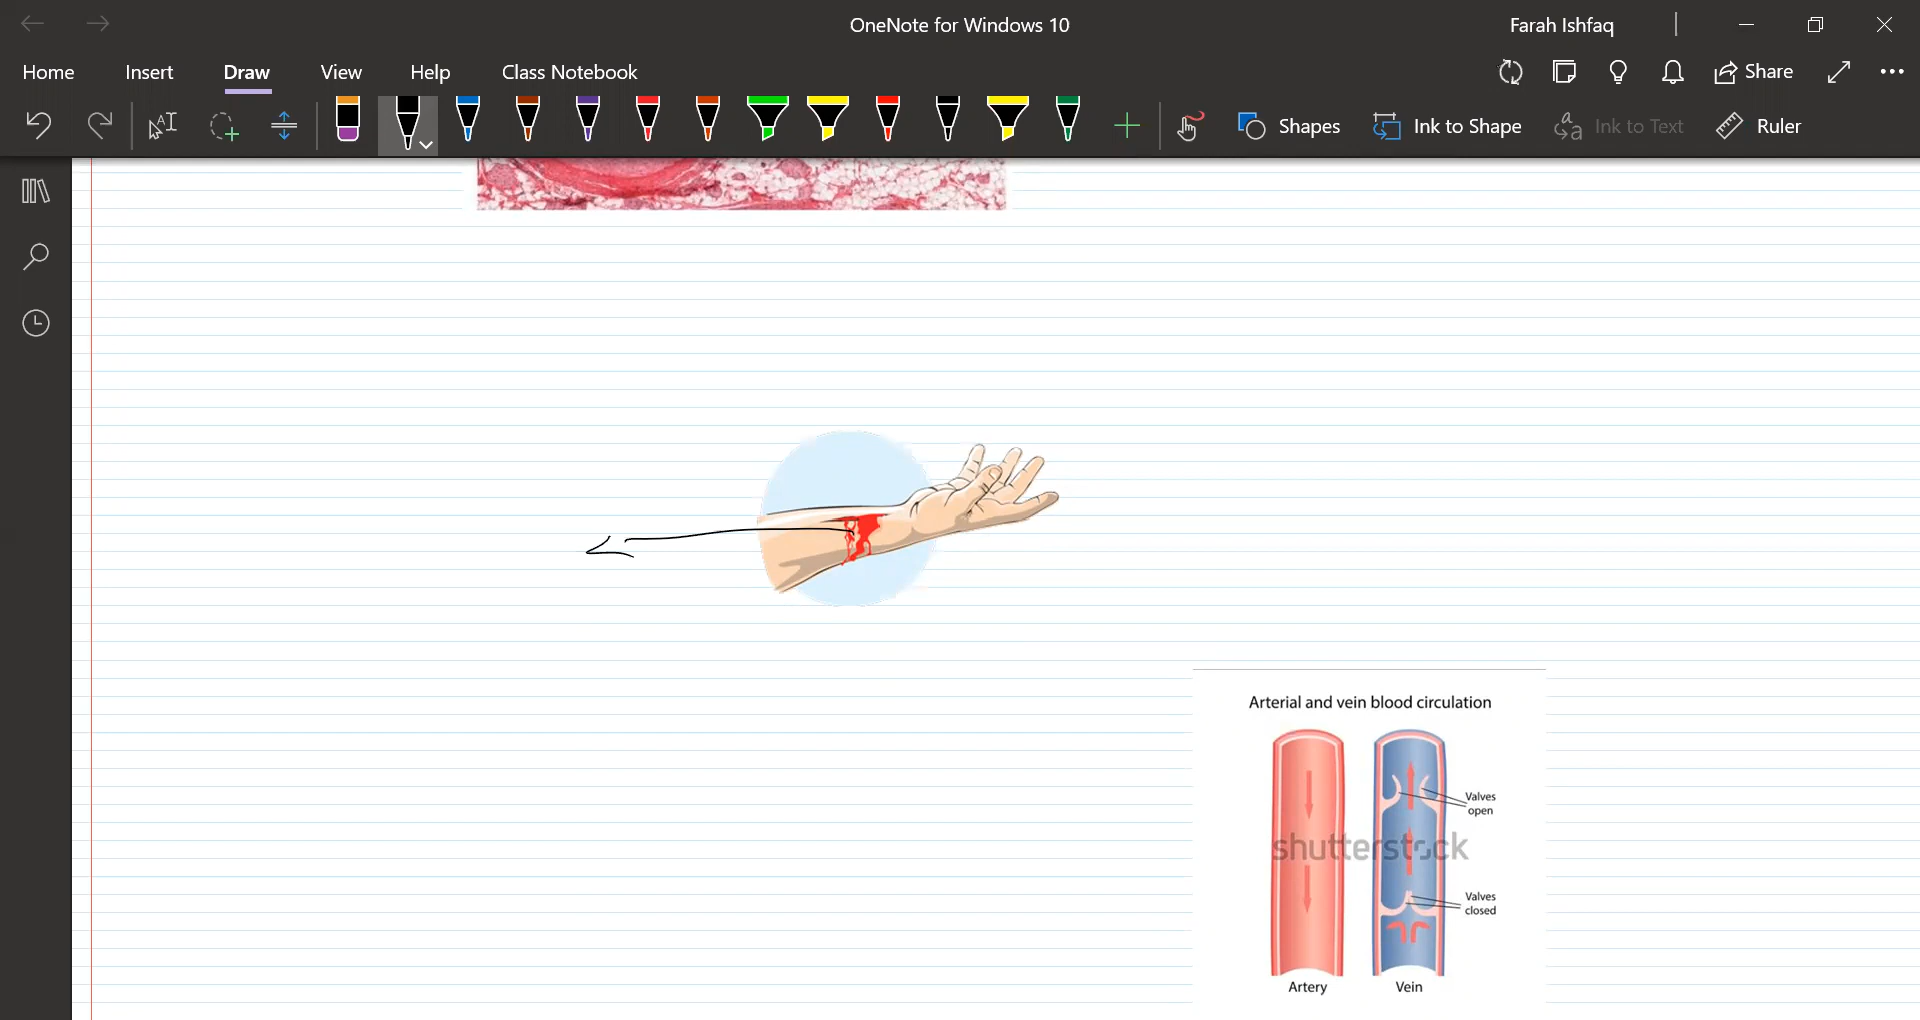 OneNote for Windows 10
Farah Ishfaq
Home Insert Draw View Help Class Notebook
Share
Shapes Ink to Shape Ink to Text Ruler
Arterial and vein blood circulation
Valves
open
shutterstock
Valves
closed
Artery Vein